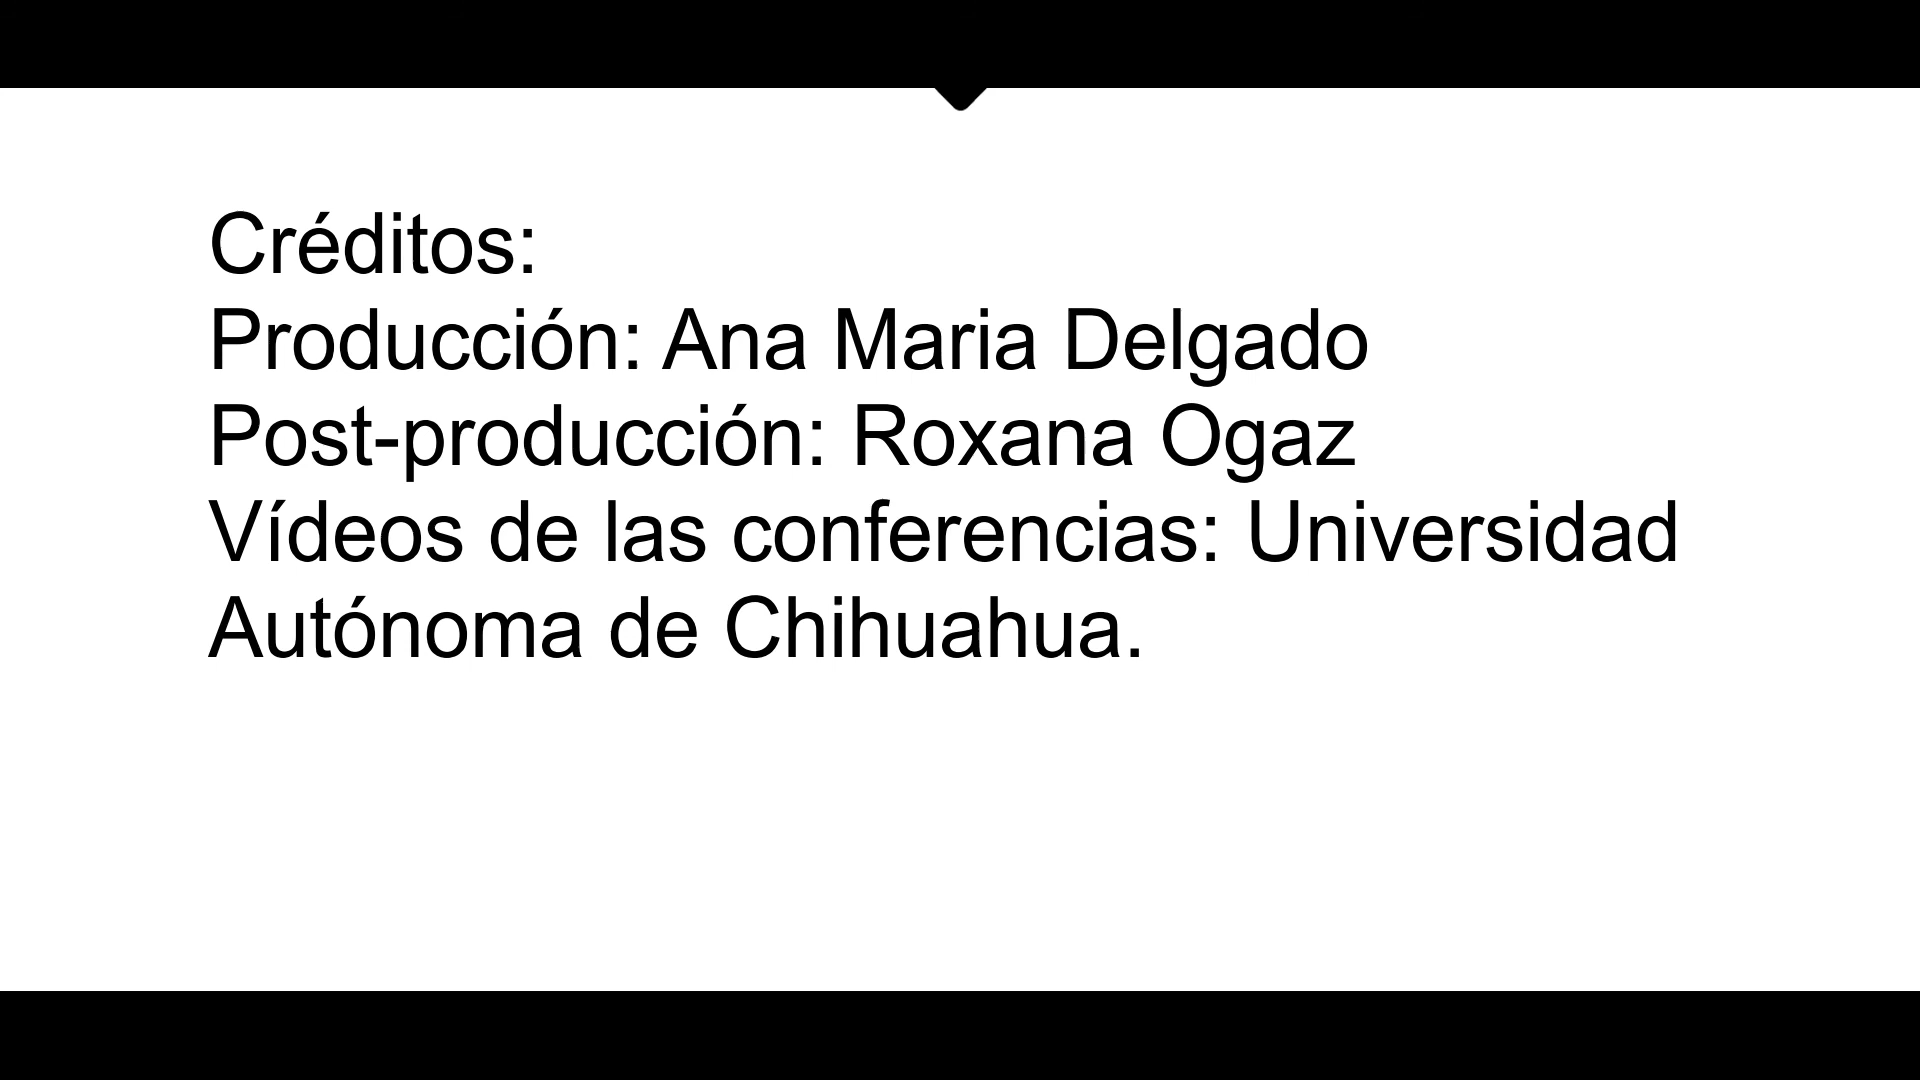 Créditos:
Producción: Ana Maria Delgado
Post-producción: Roxana Ogaz
Vídeos de las conferencias: Universidad
Autónoma de Chihuahua.